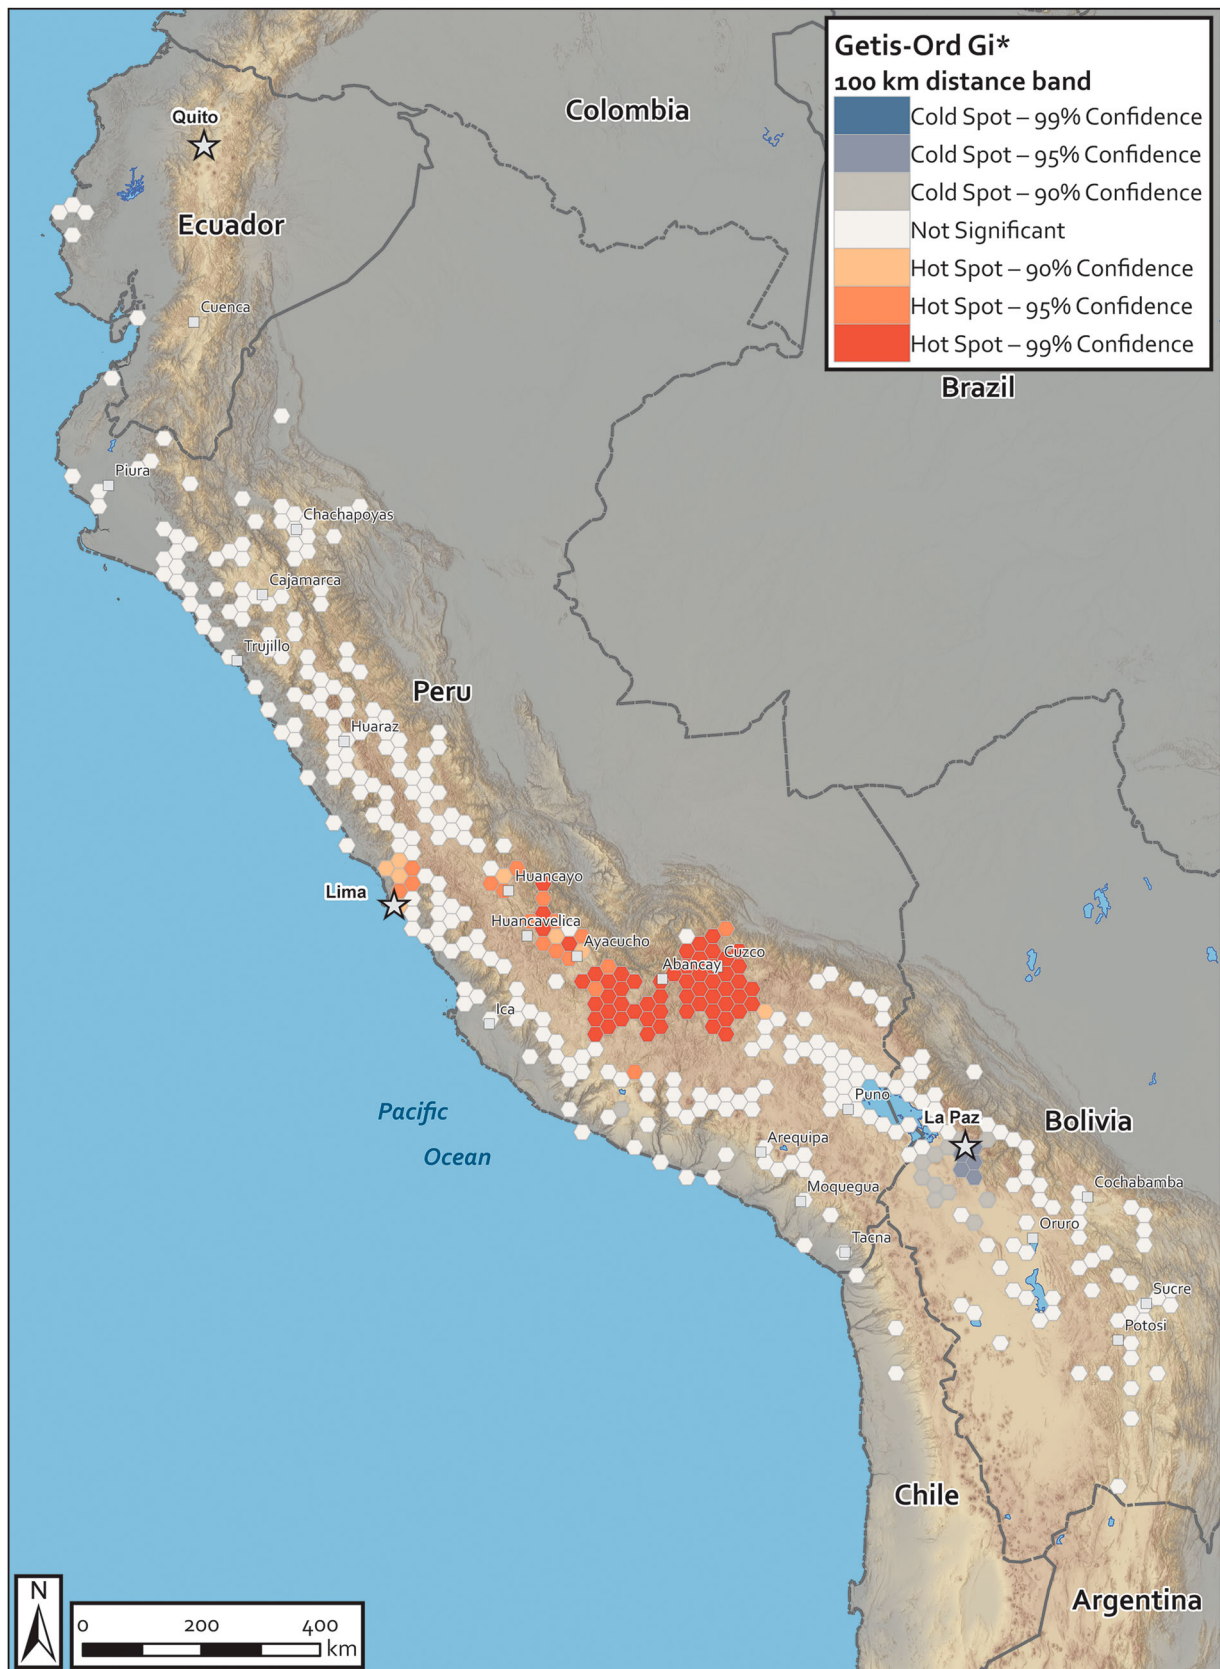 Getis-Ord Gi*
100 km distance band
Cold Spot – 99% Confidence
Cold Spot – 95% Confidence
Cold Spot – 90% Confidence
Not Significant
Hot Spot – 90% Confidence
Hot Spot – 95% Confidence
Hot Spot – 99% Confidence
Colombia
Quito
Ecuador
Cuenca
Brazil
Piura
Chachapoyas
Cajamarca
Trujillo
Peru
Huaraz
Huancayo
Lima
Huancavelica
Ayacucho
Cuzco
Abancay
Ica
Puno
Pacific
Ocean
La Paz
Bolivia
Arequipa
Cochabamba
Moquegua
Oruro
Tacna
Sucre
Potosi
Chile
Argentina
N
0 200 400
km